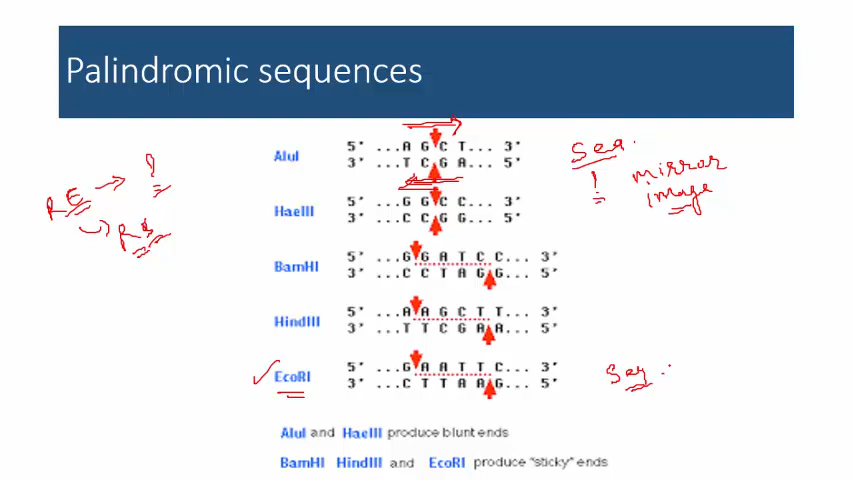 Palindromic sequences
AluI 5' ...A G C T... 3'
3' ...T C G A... 5'
HaeIII 5' ...G G C C... 3'
3' ...C C G G... 5'
BamHI 5' ...G G A T C C... 3'
3' ...C C T A G G... 5'
HindIII 5' ...A A G C T T... 3'
3' ...T T C G A A... 5'
EcoRI 5' ...G A A T T C... 3'
3' ...C T T A A G... 5'
AluI and HaeIII produce blunt ends
BamHI HindIII and EcoRI produce "sticky" ends
RE
RS
Seq.
mirror
image
Seq